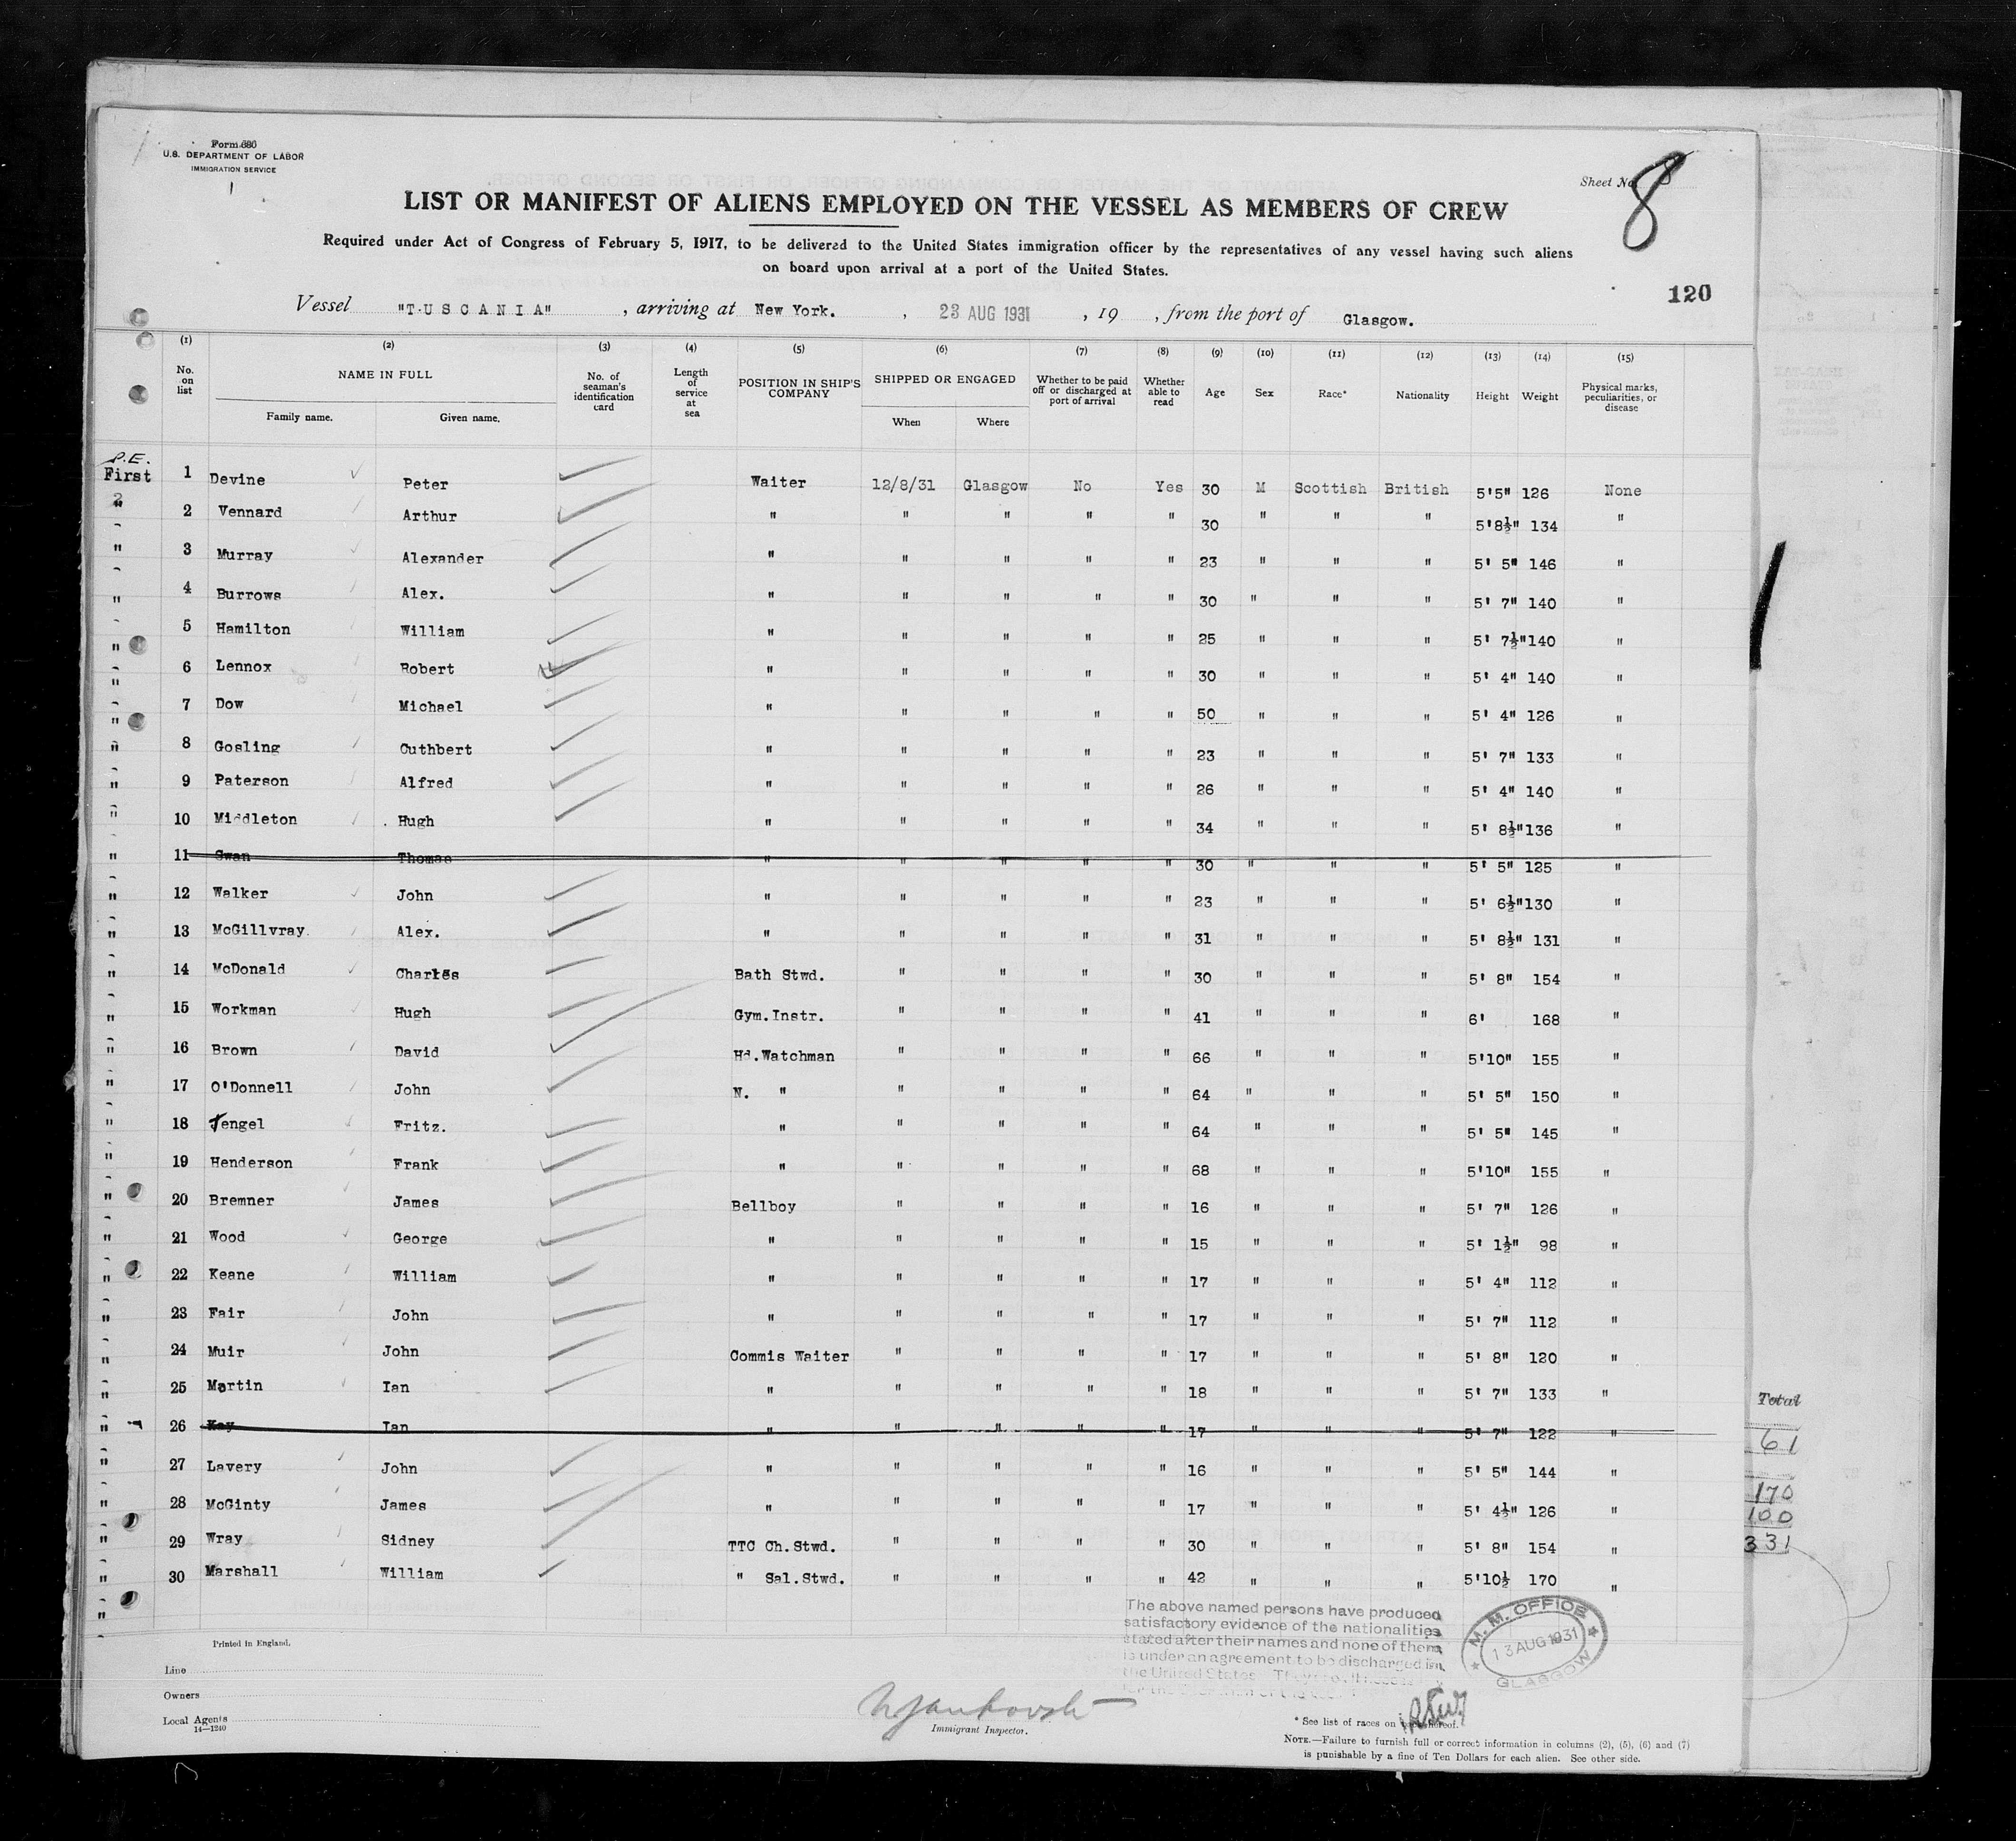 Form 680
U.S. DEPARTMENT OF LABOR
IMMIGRATION SERVICE
Sheet No. 8
8
LIST OR MANIFEST OF ALIENS EMPLOYED ON THE VESSEL AS MEMBERS OF CREW
Required under Act of Congress of February 5, 1917, to be delivered to the United States immigration officer by the representatives of any vessel having such aliens
on board upon arrival at a port of the United States.
120
Vessel "TUSCANIA", arriving at New York. , 23 AUG 1931 , 19 , from the port of Glasgow.
(1) (2) (3) (4) (5) (6) (7) (8) (9) (10) (11) (12) (13) (14) (15)
No. on list NAME IN FULL Family name. Given name. No. of seaman's identification card Length of service at sea POSITION IN SHIP'S COMPANY SHIPPED OR ENGAGED When Where Whether to be paid off or discharged at port of arrival Whether able to read Age Sex Race* Nationality Height Weight Physical marks, peculiarities, or disease
P.E.
First 1 Devine Peter Waiter 12/8/31 Glasgow No Yes 30 M Scottish British 5'5" 126 None
2
" 2 Vennard Arthur " " " " " 30 " " " 5'8½" 134 "
" 3 Murray Alexander " " " " " 23 " " " 5' 5" 146 "
" 4 Burrows Alex. " " " " " 30 " " " 5' 7" 140 "
" 5 Hamilton William " " " " " 25 " " " 5' 7½" 140 "
" 6 Lennox Robert " " " " " 30 " " " 5' 4" 140 "
" 7 Dow Michael " " " " " 50 " " " 5' 4" 126 "
" 8 Gosling Cuthbert " " " " " 23 " " " 5' 7" 133 "
" 9 Paterson Alfred " " " " " 26 " " " 5' 4" 140 "
" 10 Middleton Hugh " " " " " 34 " " " 5' 8½" 136 "
" 11 Swan Thomas " " " " " 30 " " " 5' 5" 125 "
" 12 Walker John " " " " " 23 " " " 5' 6½" 130 "
" 13 McGillvray. Alex. " " " " " 31 " " " 5' 8½" 131 "
" 14 McDonald Charles Bath Stwd. " " " " 30 " " " 5' 8" 154 "
" 15 Workman Hugh Gym.Instr. " " " " 41 " " " 6' 168 "
" 16 Brown David Hd.Watchman " " " " 66 " " " 5'10" 155 "
" 17 O'Donnell John N. " " " " " 64 " " " 5' 5" 150 "
" 18 Tengel Fritz. " " " " " 64 " " " 5' 5" 145 "
" 19 Henderson Frank " " " " " 68 " " " 5'10" 155 "
" 20 Bremner James Bellboy " " " " 16 " " " 5' 7" 126 "
" 21 Wood George " " " " " 15 " " " 5' 1½" 98 "
" 22 Keane William " " " " " 17 " " " 5' 4" 112 "
" 23 Fair John " " " " " 17 " " " 5' 7" 112 "
" 24 Muir John Commis Waiter " " " " 17 " " " 5' 8" 120 "
" 25 Martin Ian " " " " " 18 " " " 5' 7" 133 "
" 26 Kay Ian " " " " " 17 " " " 5' 7" 122 "
" 27 Lavery John " " " " " 16 " " " 5' 5" 144 "
" 28 McGinty James " " " " " 17 " " " 5' 4½" 126 "
" 29 Wray Sidney TTC Ch.Stwd. " " " " 30 " " " 5' 8" 154 "
" 30 Marshall William " Sal.Stwd. " " " " 42 " " " 5'10½ 170 "
Total
61
170
100
331
The above named persons have produced
satisfactory evidence of the nationalities
stated after their names and none of them
is under an agreement to be discharged in
the United States
M. M. OFFICE
13 AUG 1931
GLASGOW
Printed in England.
Line
Owners
Local Agents
14—1240
Immigrant Inspector.
* See list of races on back hereof.
NOTE.—Failure to furnish full or correct information in columns (2), (5), (6) and (7)
is punishable by a fine of Ten Dollars for each alien. See other side.